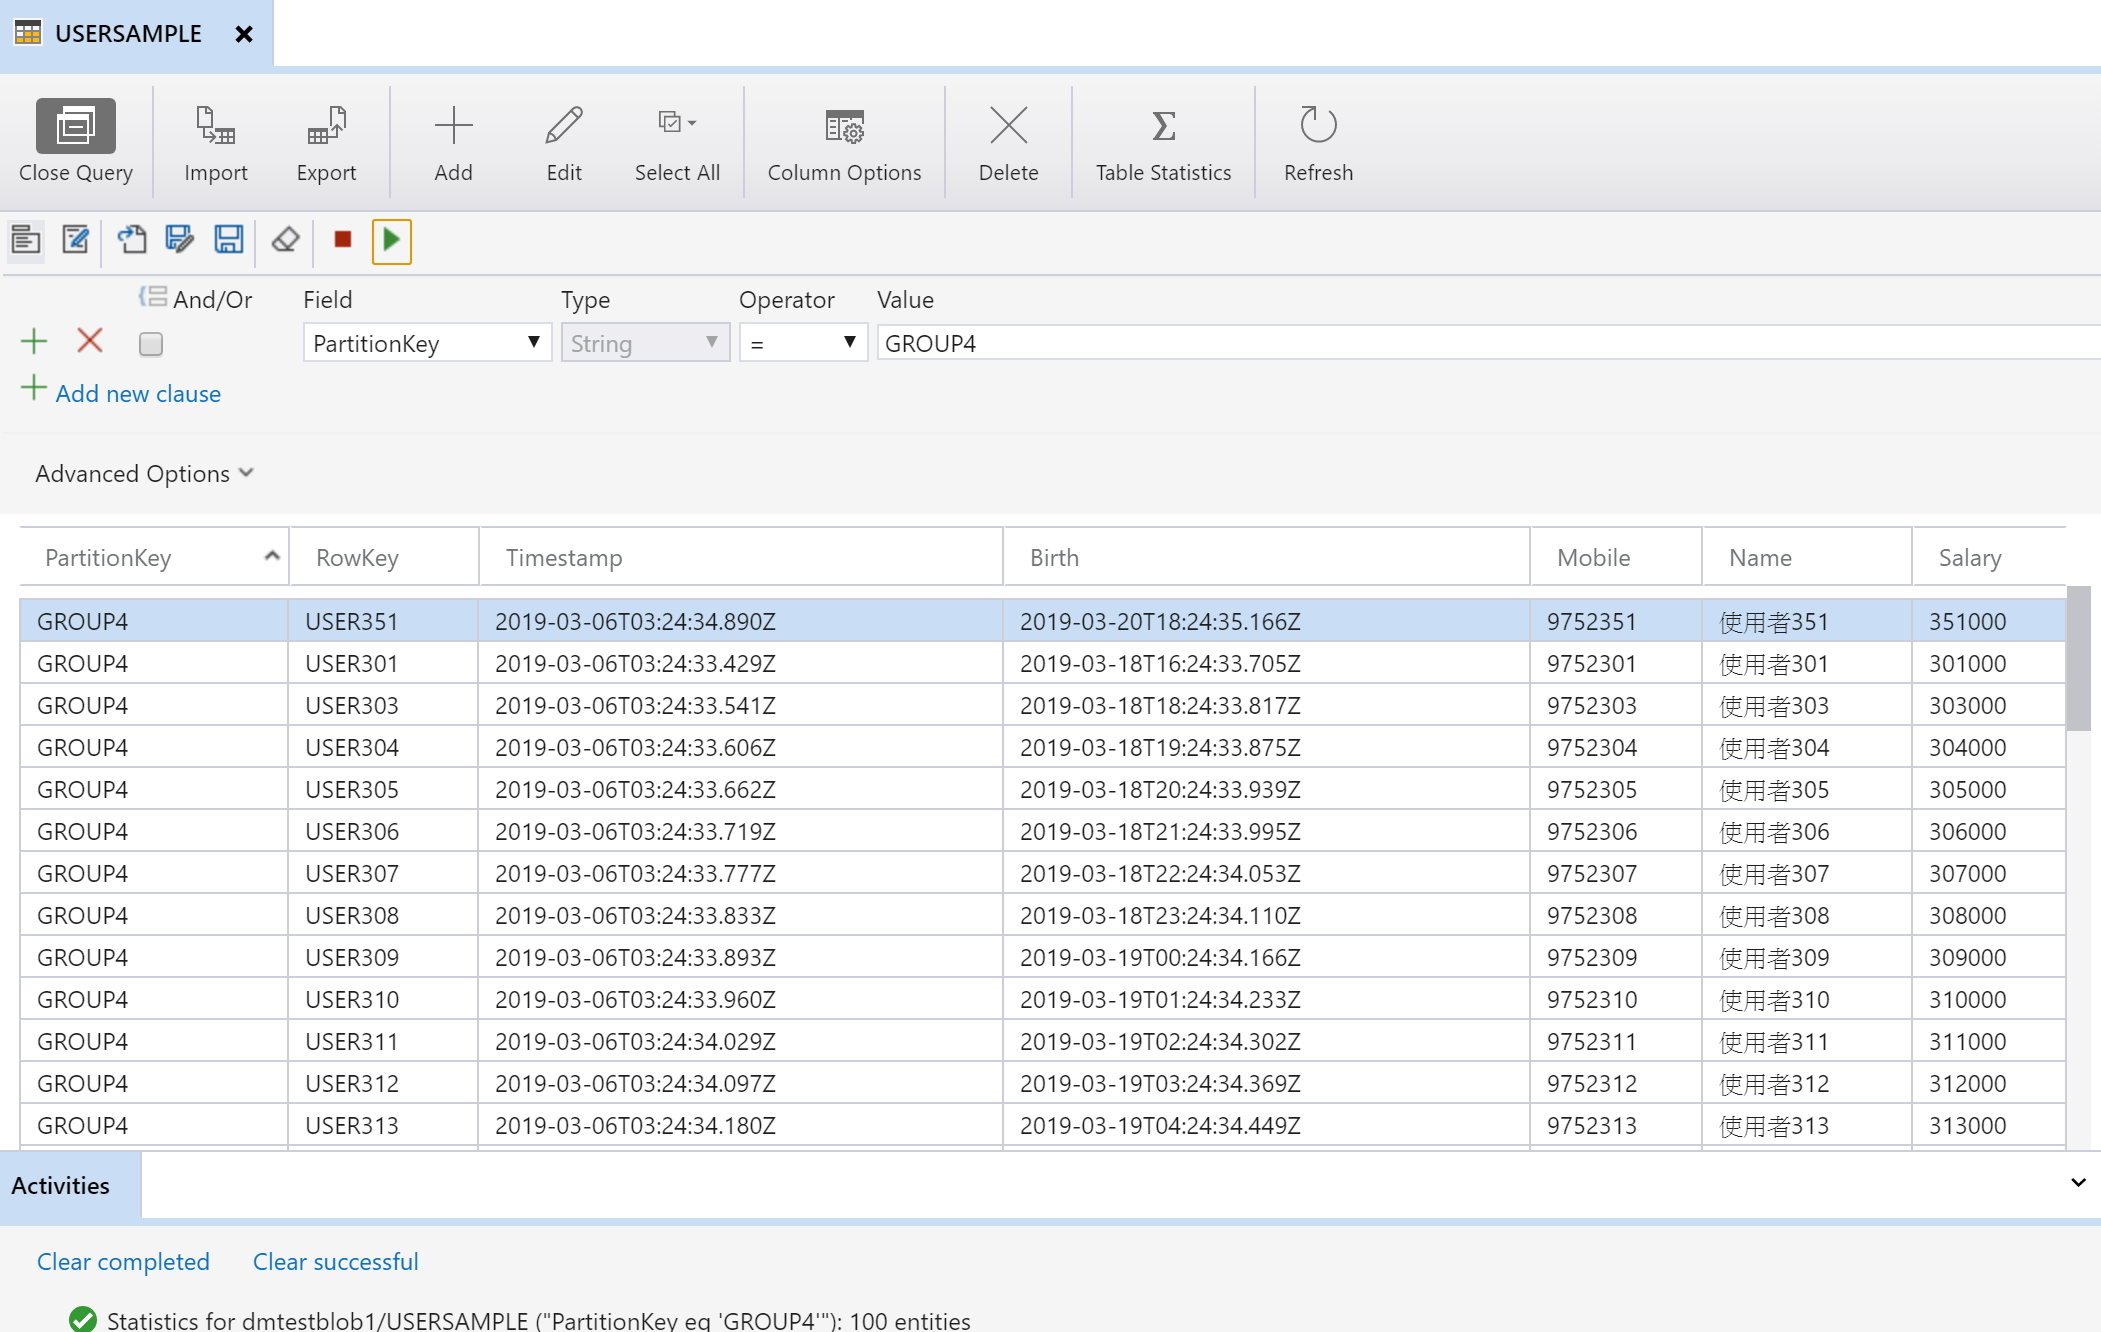 USERSAMPLE
Close Query Import Export Add Edit Select All Column Options Delete Table Statistics Refresh
And/Or Field Type Operator Value
PartitionKey String = GROUP4
Add new clause
Advanced Options
PartitionKey RowKey Timestamp Birth Mobile Name Salary
GROUP4 USER351 2019-03-06T03:24:34.890Z 2019-03-20T18:24:35.166Z 9752351 使用者351 351000
GROUP4 USER301 2019-03-06T03:24:33.429Z 2019-03-18T16:24:33.705Z 9752301 使用者301 301000
GROUP4 USER303 2019-03-06T03:24:33.541Z 2019-03-18T18:24:33.817Z 9752303 使用者303 303000
GROUP4 USER304 2019-03-06T03:24:33.606Z 2019-03-18T19:24:33.875Z 9752304 使用者304 304000
GROUP4 USER305 2019-03-06T03:24:33.662Z 2019-03-18T20:24:33.939Z 9752305 使用者305 305000
GROUP4 USER306 2019-03-06T03:24:33.719Z 2019-03-18T21:24:33.995Z 9752306 使用者306 306000
GROUP4 USER307 2019-03-06T03:24:33.777Z 2019-03-18T22:24:34.053Z 9752307 使用者307 307000
GROUP4 USER308 2019-03-06T03:24:33.833Z 2019-03-18T23:24:34.110Z 9752308 使用者308 308000
GROUP4 USER309 2019-03-06T03:24:33.893Z 2019-03-19T00:24:34.166Z 9752309 使用者309 309000
GROUP4 USER310 2019-03-06T03:24:33.960Z 2019-03-19T01:24:34.233Z 9752310 使用者310 310000
GROUP4 USER311 2019-03-06T03:24:34.029Z 2019-03-19T02:24:34.302Z 9752311 使用者311 311000
GROUP4 USER312 2019-03-06T03:24:34.097Z 2019-03-19T03:24:34.369Z 9752312 使用者312 312000
GROUP4 USER313 2019-03-06T03:24:34.180Z 2019-03-19T04:24:34.449Z 9752313 使用者313 313000
Activities
Clear completed Clear successful
Statistics for dmtestblob1/USERSAMPLE ("PartitionKey eq 'GROUP4'"): 100 entities